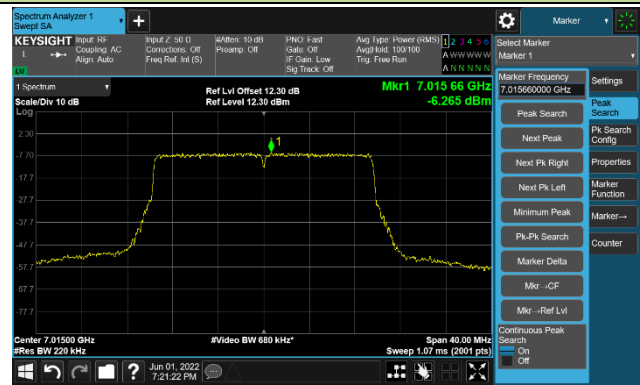 Spectrum Analyzer 1
Swept SA
Marker
KEYSIGHT
L
LV
Input: RF
Coupling: AC
Align: Auto
Input Z: 50 Ω
Corrections: Off
Freq Ref: Int (S)
#Atten: 10 dB
Preamp: Off
PNO: Fast
Gate: Off
IF Gain: Low
Sig Track: Off
Avg Type: Power (RMS)
Avg|Hold: 100/100
Trig: Free Run
1 2 3 4 5 6
A W W W W W
A N N N N N
Select Marker
Marker 1
1 Spectrum
Scale/Div 10 dB
Log
Ref Lvl Offset 12.30 dB
Ref Level 12.30 dBm
Mkr1 7.015 66 GHz
-6.265 dBm
1
2.30
-7.70
-17.7
-27.7
-37.7
-47.7
-57.7
-67.7
-77.7
Center 7.01500 GHz
#Res BW 220 kHz
#Video BW 680 kHz*
Span 40.00 MHz
Sweep 1.07 ms (2001 pts)
Marker Frequency
7.015660000 GHz
Peak Search
Next Peak
Next Pk Right
Next Pk Left
Minimum Peak
Pk-Pk Search
Marker Delta
Mkr→CF
Mkr→Ref Lvl
Continuous Peak
Search
On
Off
Settings
Peak
Search
Pk Search
Config
Properties
Marker
Function
Marker→
Counter
?
Jun 01, 2022
7:21:22 PM